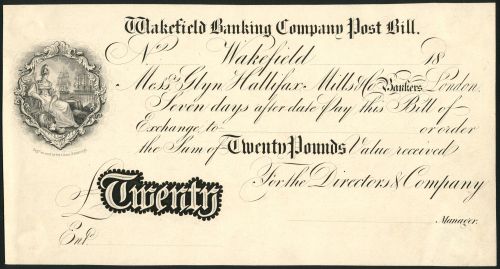 Wakefield Banking Company Post Bill.
No Wakefield 18
Messrs Glyn Hallifax Mills & Co Bankers London.
Seven days after date Pay this Bill of
Exchange to or order
the Sum of Twenty Pounds Value received
For the Directors & Company
£ Twenty
Manager.
Entd